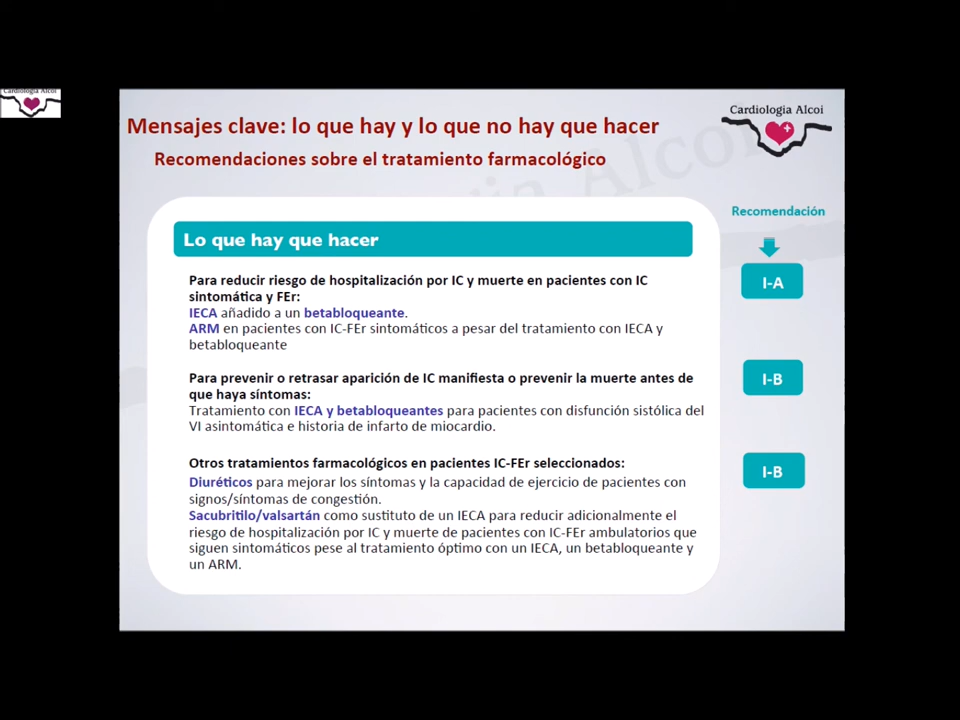 Cardiologia Alcoi
Mensajes clave: lo que hay y lo que no hay que hacer
Recomendaciones sobre el tratamiento farmacológico
Cardiologia Alcoi
Recomendación
Lo que hay que hacer
Para reducir riesgo de hospitalización por IC y muerte en pacientes con IC
sintomática y FEr:
IECA añadido a un betabloqueante.
ARM en pacientes con IC-FEr sintomáticos a pesar del tratamiento con IECA y
betabloqueante
I-A
Para prevenir o retrasar aparición de IC manifiesta o prevenir la muerte antes de
que haya síntomas:
Tratamiento con IECA y betabloqueantes para pacientes con disfunción sistólica del
VI asintomática e historia de infarto de miocardio.
I-B
Otros tratamientos farmacológicos en pacientes IC-FEr seleccionados:
Diuréticos para mejorar los síntomas y la capacidad de ejercicio de pacientes con
signos/síntomas de congestión.
Sacubritilo/valsartán como sustituto de un IECA para reducir adicionalmente el
riesgo de hospitalización por IC y muerte de pacientes con IC-FEr ambulatorios que
siguen sintomáticos pese al tratamiento óptimo con un IECA, un betabloqueante y
un ARM.
I-B